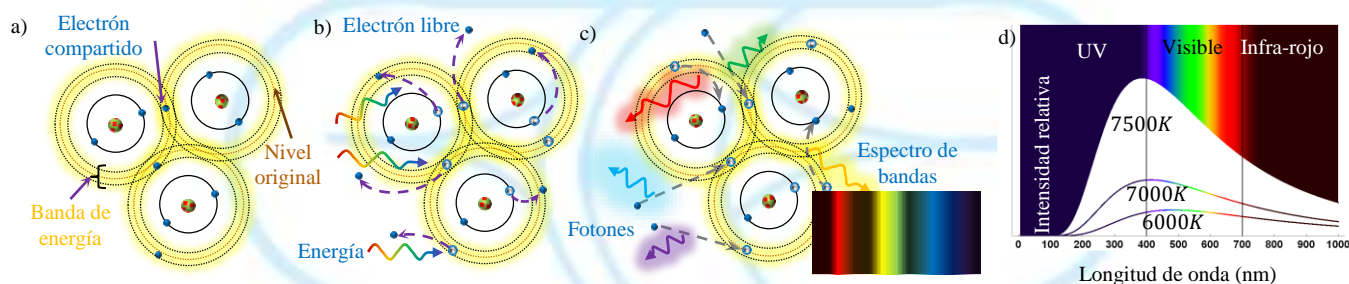 a)
Electrón
compartido
Nivel
original
Banda de
energía
b)
Electrón libre
Energía
c)
Fotones
Espectro de
bandas
d)
UV
Visible
Infra-rojo
Intensidad relativa
7500K
7000K
6000K
0 100 200 300 400 500 600 700 800 900 1000
Longitud de onda (nm)